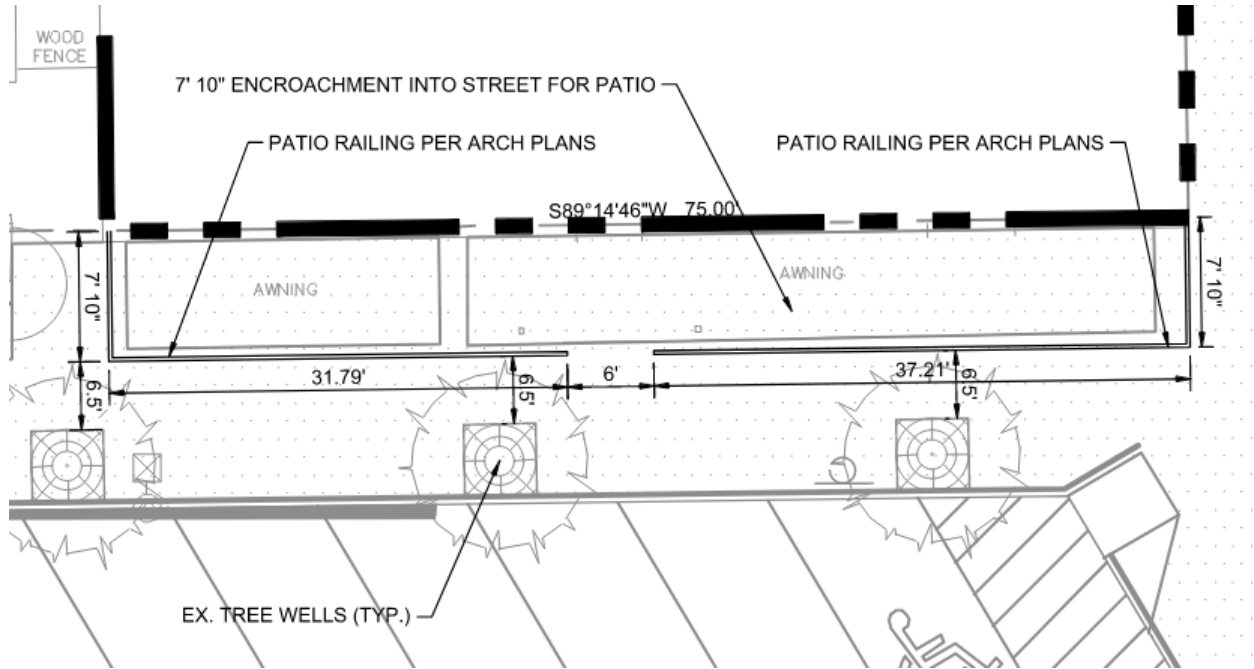 WOOD
FENCE
7' 10" ENCROACHMENT INTO STREET FOR PATIO
PATIO RAILING PER ARCH PLANS
PATIO RAILING PER ARCH PLANS
S89°14'46"W 75.00'
7' 10"
AWNING
AWNING
7' 10"
31.79'
6'
37.21'
6.5'
6.5'
6.5'
EX. TREE WELLS (TYP.)